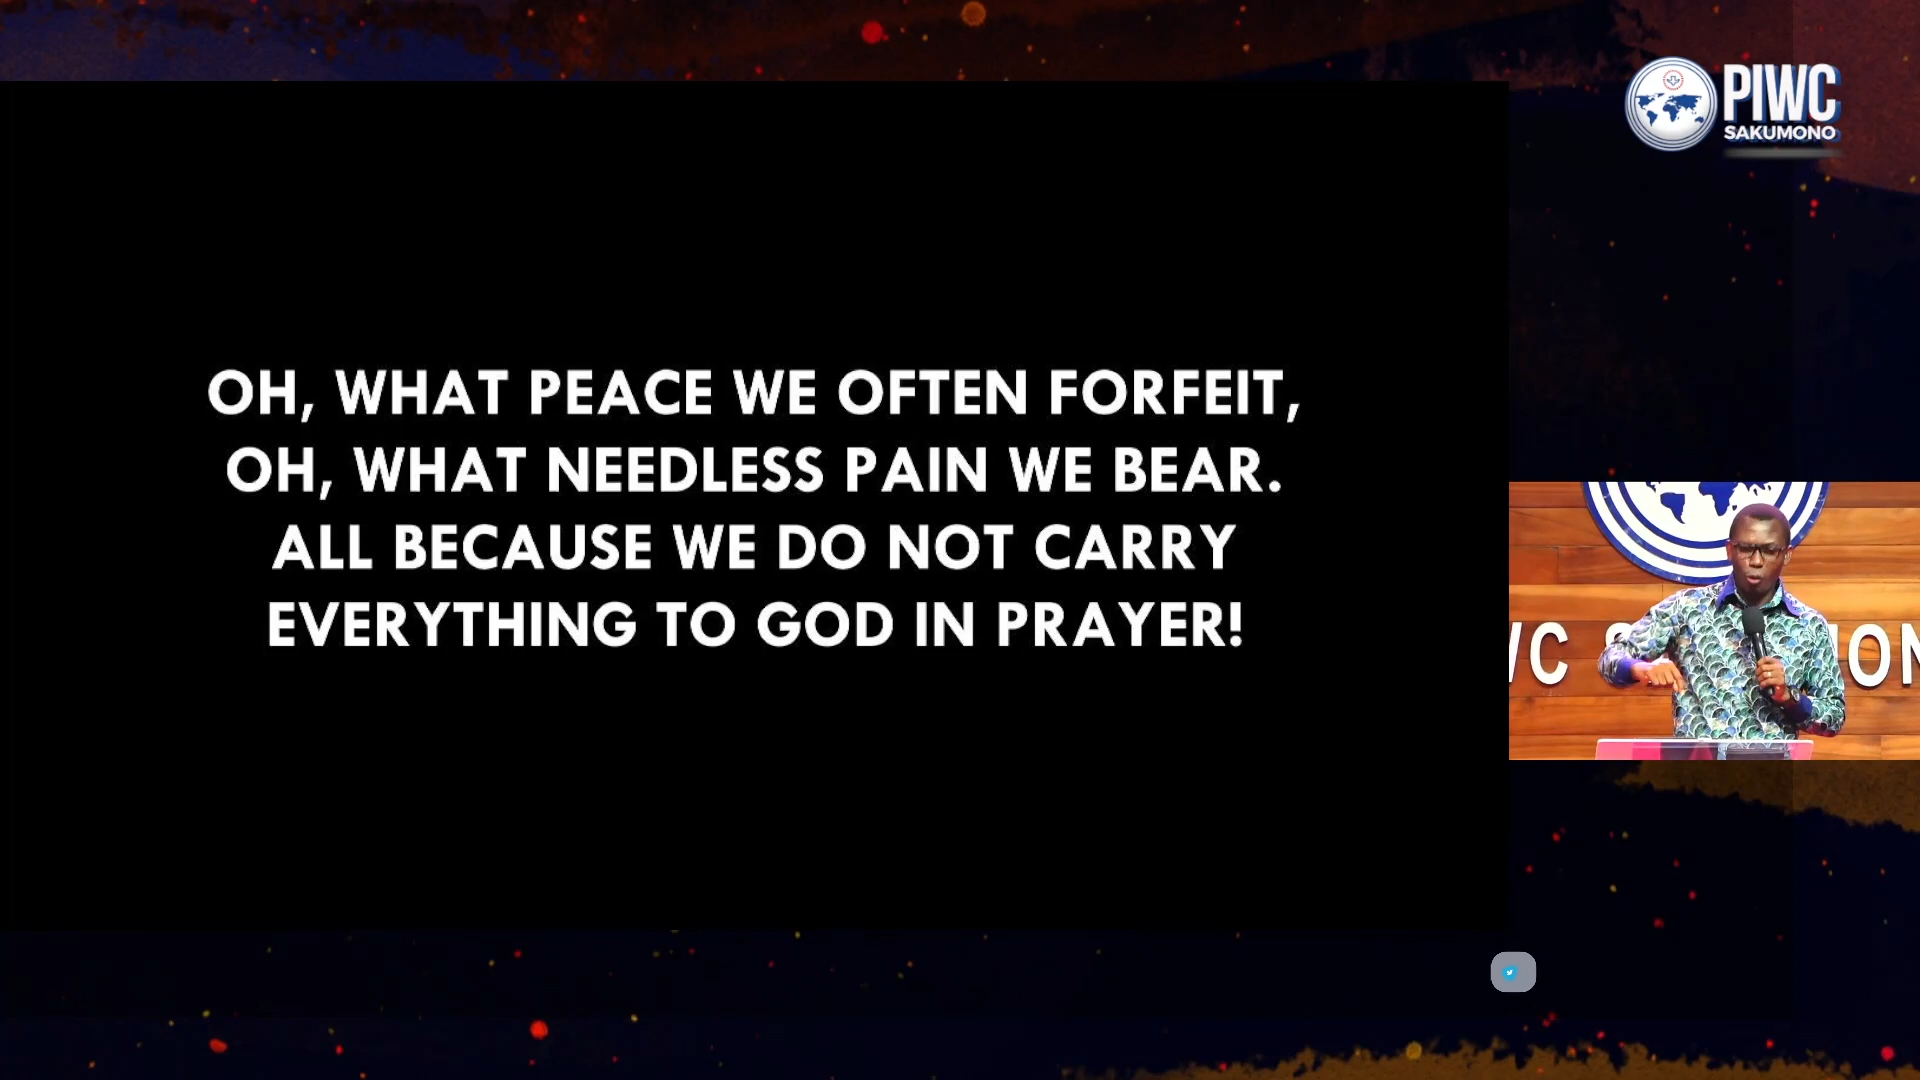 PIWC
SAKUMONO
OH, WHAT PEACE WE OFTEN FORFEIT,
OH, WHAT NEEDLESS PAIN WE BEAR.
ALL BECAUSE WE DO NOT CARRY
EVERYTHING TO GOD IN PRAYER!